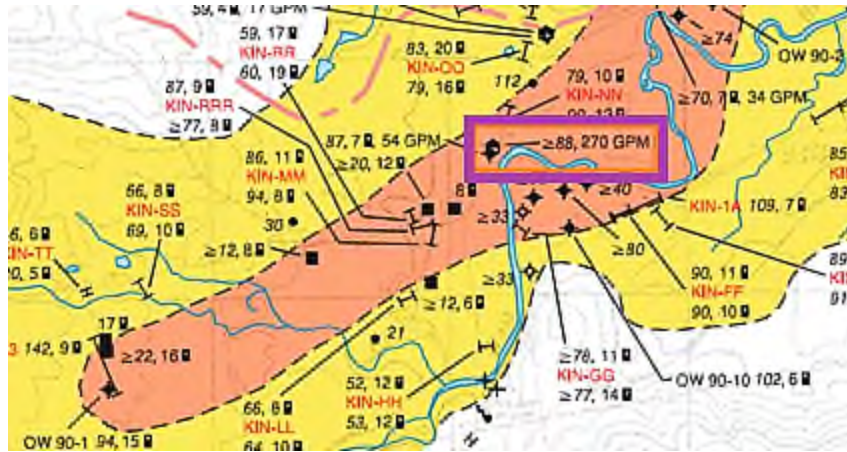 59, 4
17 GPM
59, 17
KIN-RR
60, 19
83, 20
KIN-OO
79, 16
112
≥74
OW 90-2
87, 9
KIN-RRR
≥77, 8
79, 10
KIN-NN
≥70, 7
34 GPM
87, 7
54 GPM
≥88, 270 GPM
≥20, 12
86, 11
KIN-MM
94, 8
8
30
66, 8
KIN-SS
69, 10
≥12, 8
≥33
≥40
KIN-1A
109, 7
≥80
6, 6
KIN-TT
20, 5
≥33
≥12, 6
90, 11
KIN-FF
90, 10
17
142, 9
≥22, 16
21
≥78, 11
KIN-GG
≥77, 14
OW 90-10 102, 6
52, 12
KIN-HH
53, 12
66, 8
KIN-LL
64, 10
OW 90-1 94, 15